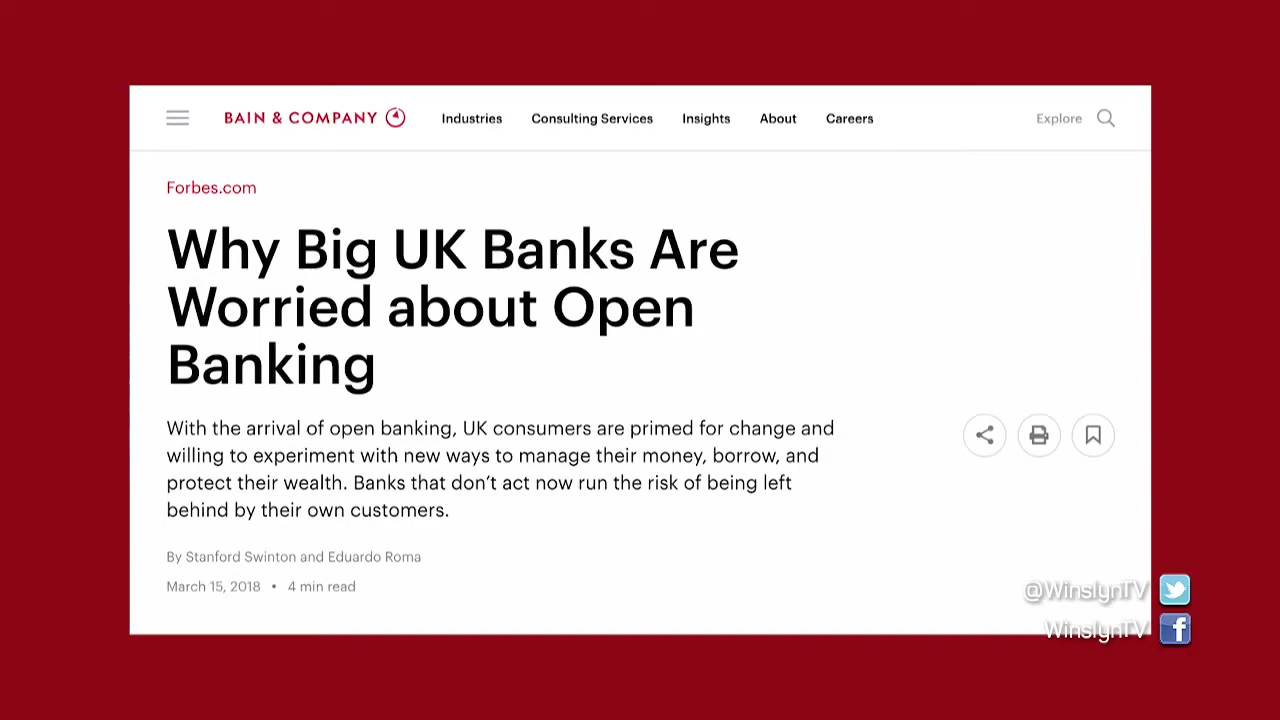 BAIN & COMPANY
Industries
Consulting Services
Insights
About
Careers
Explore
Forbes.com
Why Big UK Banks Are
Worried about Open
Banking
With the arrival of open banking, UK consumers are primed for change and
willing to experiment with new ways to manage their money, borrow, and
protect their wealth. Banks that don't act now run the risk of being left
behind by their own customers.
By Stanford Swinton and Eduardo Roma
March 15, 2018 • 4 min read
@WinslynTV
WinslynTV